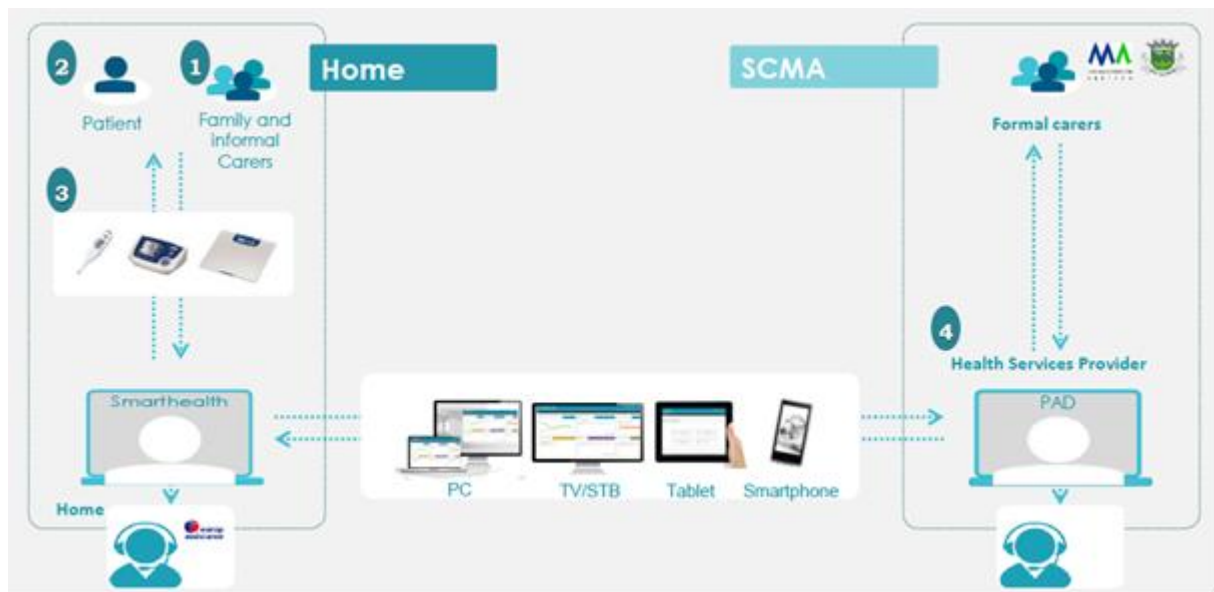 2
1
Home
SCMA
MA
Patient
Family and
Informal
Carers
Formal carers
3
4
Health Services Provider
Smarthealth
PAD
PC
TV/STB
Tablet
Smartphone
Home